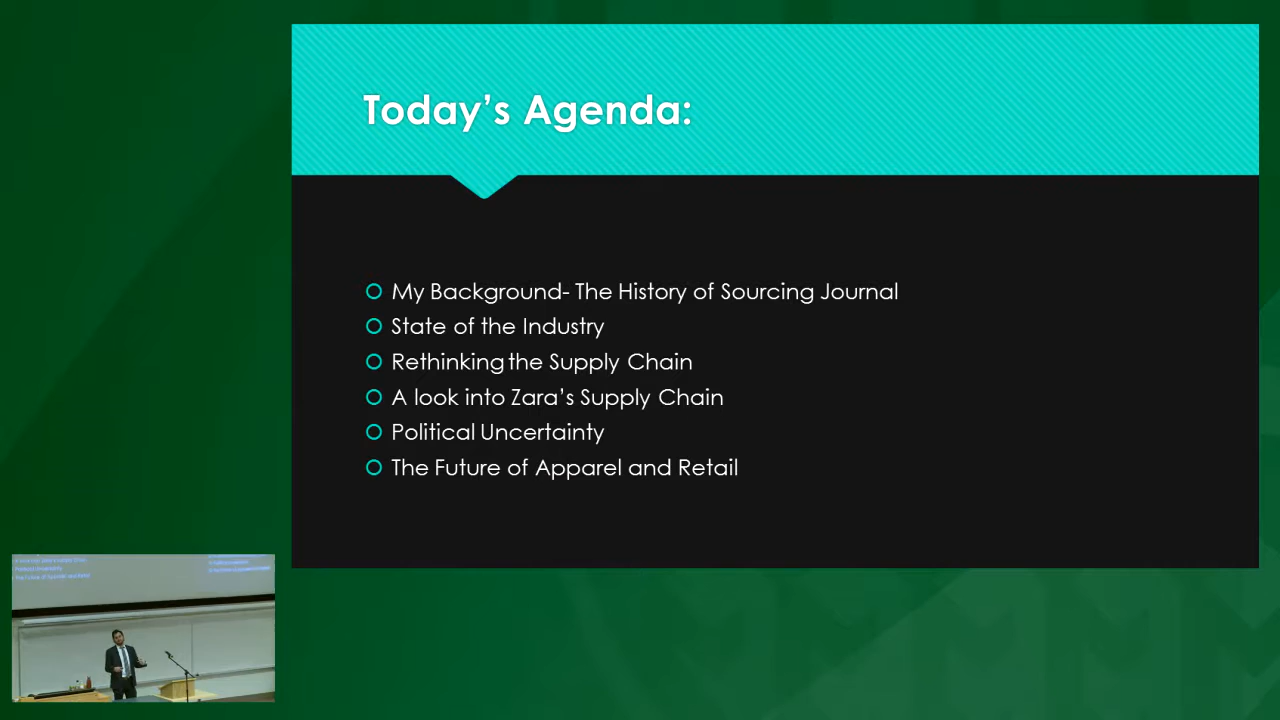 Today's Agenda:
My Background- The History of Sourcing Journal
State of the Industry
Rethinking the Supply Chain
A look into Zara's Supply Chain
Political Uncertainty
The Future of Apparel and Retail